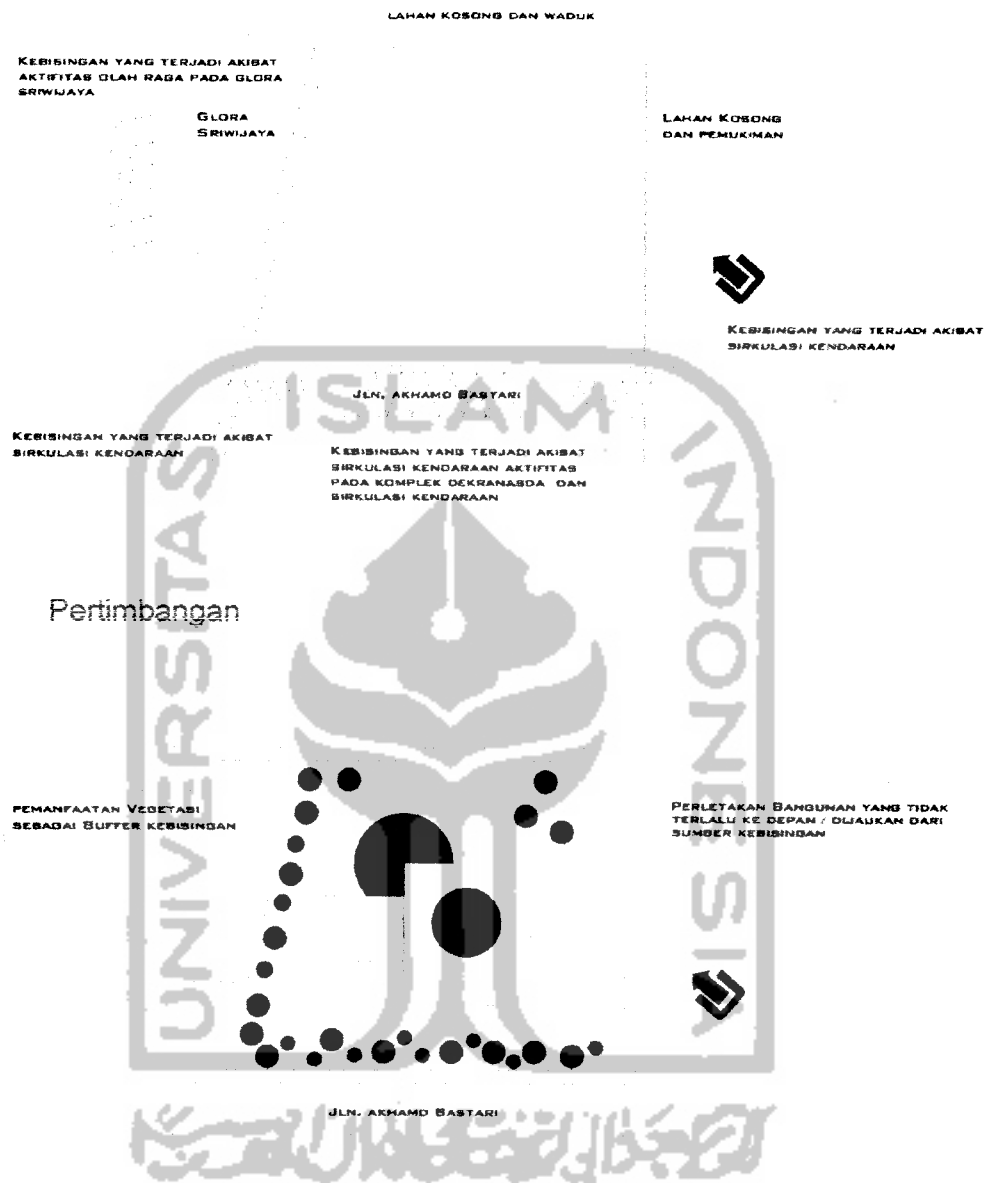 LAHAN KOSONG DAN WADUK
KEBISINGAN YANG TERJADI AKIBAT
AKTIFITAS OLAH RAGA PADA GLORA
SRIWIJAYA
GLORA
SRIWIJAYA
LAHAN KOSONG
DAN PEMUKIMAN
KEBISINGAN YANG TERJADI AKIBAT
SIRKULASI KENDARAAN
ISLAM
JLN. AKHAMD BASTARI
KEBISINGAN YANG TERJADI AKIBAT
SIRKULASI KENDARAAN
KEBISINGAN YANG TERJADI AKIBAT
SIRKULASI KENDARAAN AKTIFITAS
PADA KOMPLEK DEKRANASDA DAN
SIRKULASI KENDARAAN
UNIVERSITAS
INDONESIA
Pertimbangan
PEMANFAATAN VEGETASI
SEBAGAI BUFFER KEBISINGAN
PERLETAKAN BANGUNAN YANG TIDAK
TERLALU KE DEPAN / DIJAUKAN DARI
SUMBER KEBISINGAN
JLN. AKHAMD BASTARI